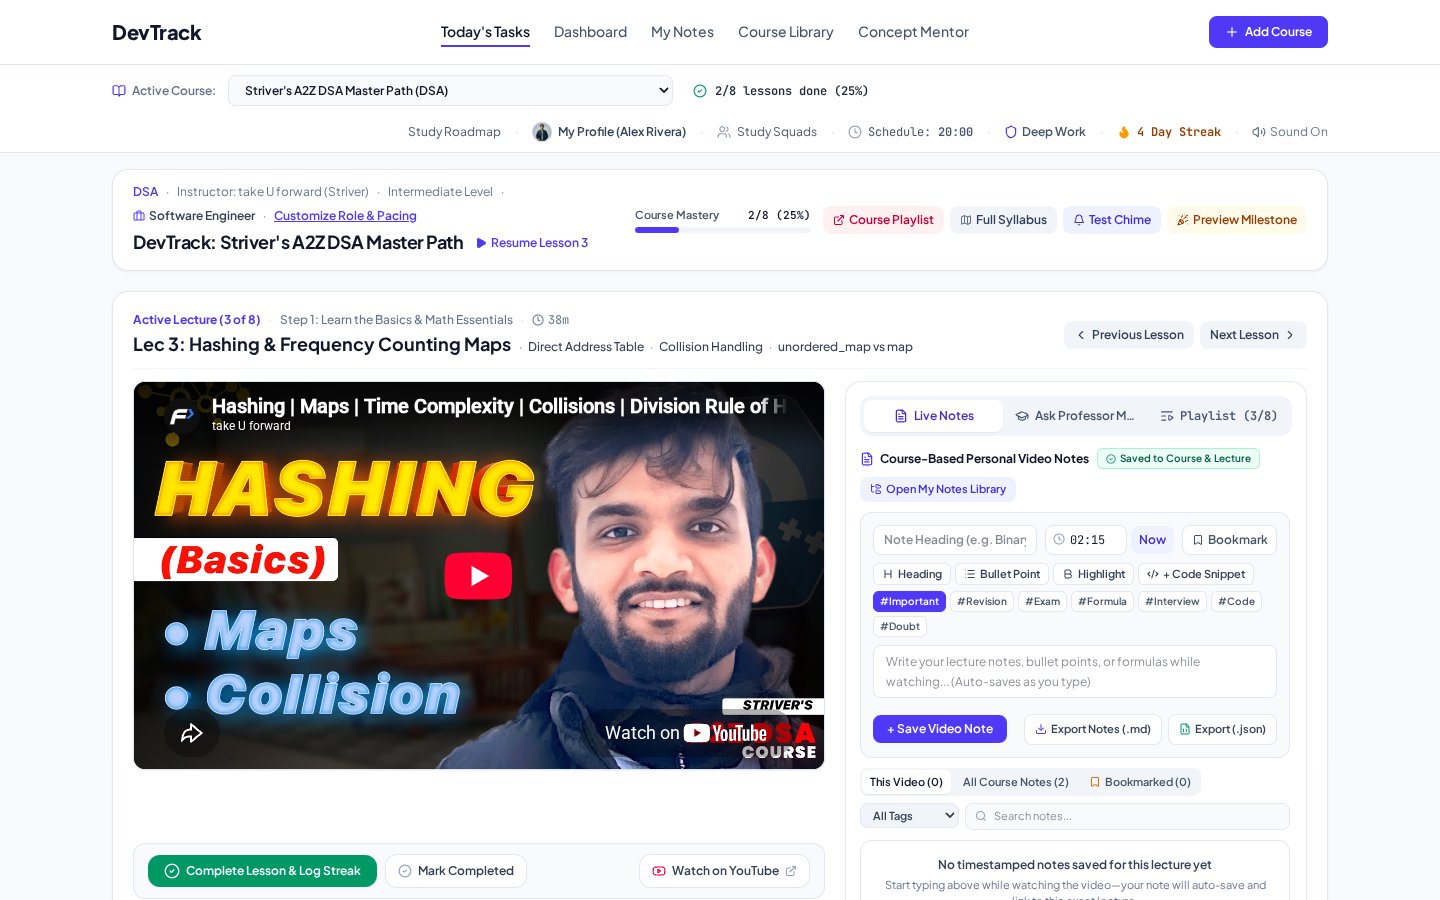 DevTrack
Today's Tasks
Dashboard
My Notes
Course Library
Concept Mentor
+ Add Course
Active Course:
Striver's A2Z DSA Master Path (DSA)
2/8 lessons done (25%)
Study Roadmap · My Profile (Alex Rivera) · Study Squads · Schedule: 20:00 · Deep Work · 4 Day Streak · Sound On
DSA · Instructor: take U forward (Striver) · Intermediate Level ·
Software Engineer · Customize Role & Pacing
DevTrack: Striver's A2Z DSA Master Path
Resume Lesson 3
Course Mastery
2/8 (25%)
Course Playlist
Full Syllabus
Test Chime
Preview Milestone
Active Lecture (3 of 8) · Step 1: Learn the Basics & Math Essentials · 38m
Lec 3: Hashing & Frequency Counting Maps · Direct Address Table · Collision Handling · unordered_map vs map
Previous Lesson
Next Lesson
Hashing | Maps | Time Complexity | Collisions | Division Rule of H
take U forward
HASHING
(Basics)
• Maps
• Collision
STRIVER'S
COURSE
Watch on YouTube
Complete Lesson & Log Streak
Mark Completed
Watch on YouTube
Live Notes
Ask Professor M...
Playlist (3/8)
Course-Based Personal Video Notes
Saved to Course & Lecture
Open My Notes Library
Note Heading (e.g. Binary
02:15
Now
Bookmark
Heading
Bullet Point
Highlight
+ Code Snippet
#Important
#Revision
#Exam
#Formula
#Interview
#Code
#Doubt
Write your lecture notes, bullet points, or formulas while
watching... (Auto-saves as you type)
+ Save Video Note
Export Notes (.md)
Export (.json)
This Video (0)
All Course Notes (2)
Bookmarked (0)
All Tags
Search notes...
No timestamped notes saved for this lecture yet
Start typing above while watching the video—your note will auto-save and